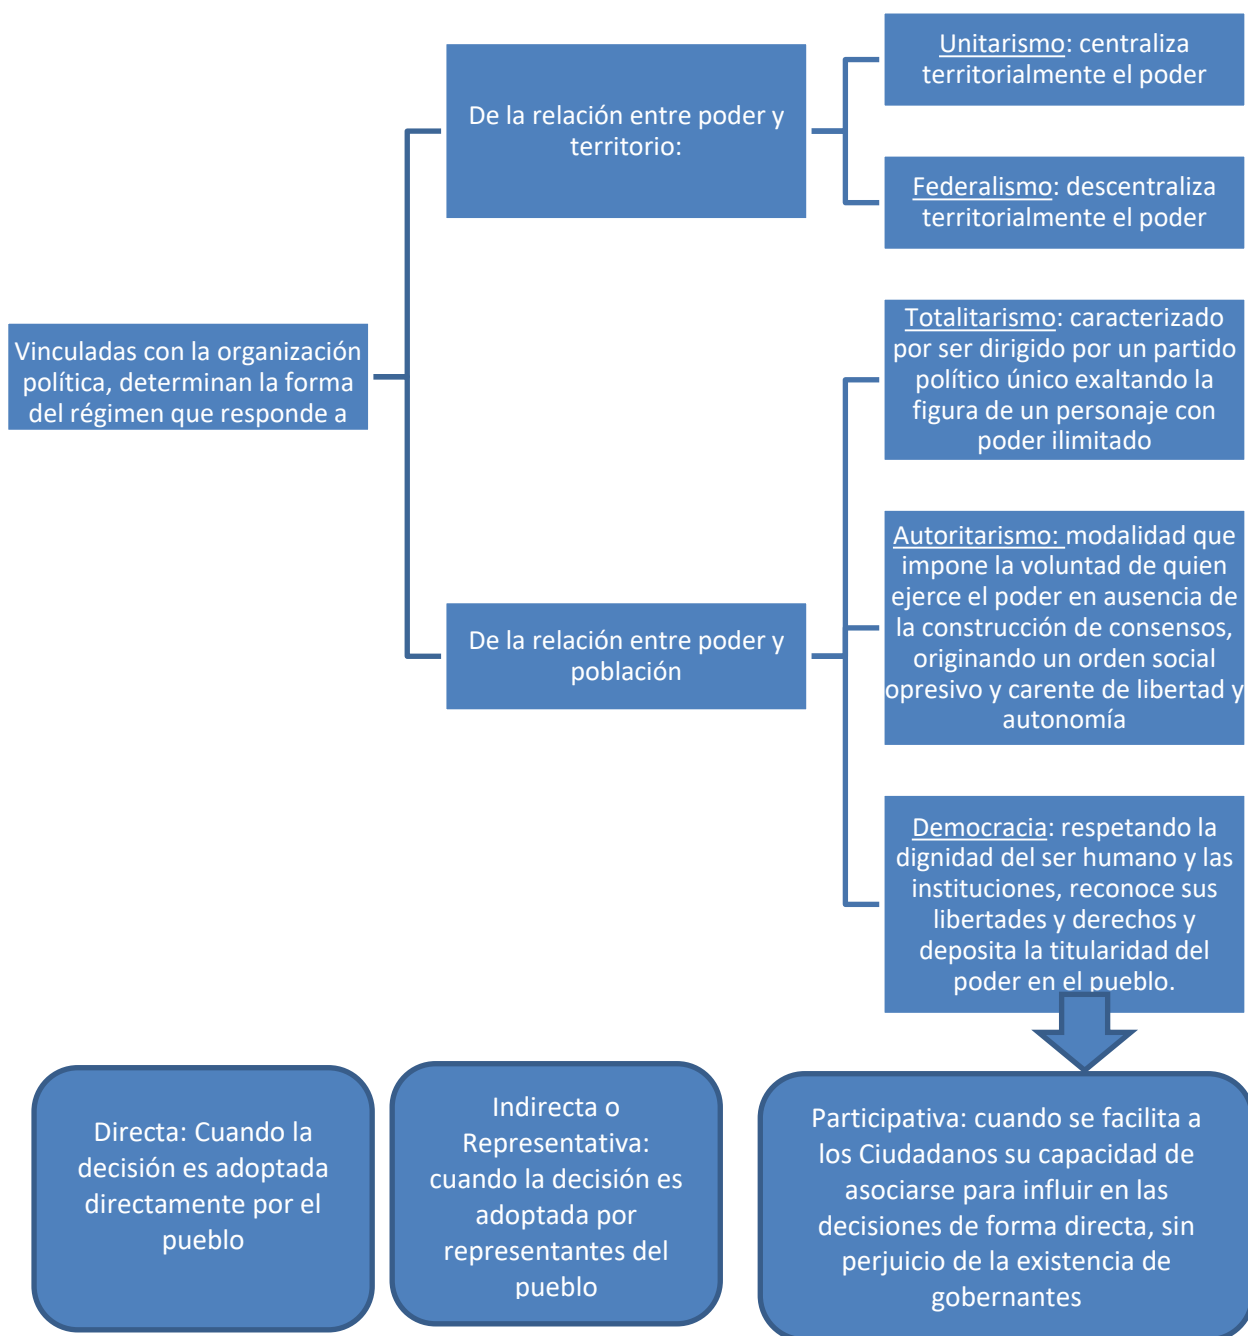 Vinculadas con la organización
política, determinan la forma
del régimen que responde a
De la relación entre poder y
territorio:
Unitarismo: centraliza
territorialmente el poder
Federalismo: descentraliza
territorialmente el poder
De la relación entre poder y
población
Totalitarismo: caracterizado
por ser dirigido por un partido
político único exaltando la
figura de un personaje con
poder ilimitado
Autoritarismo: modalidad que
impone la voluntad de quien
ejerce el poder en ausencia de
la construcción de consensos,
originando un orden social
opresivo y carente de libertad y
autonomía
Democracia: respetando la
dignidad del ser humano y las
instituciones, reconoce sus
libertades y derechos y
deposita la titularidad del
poder en el pueblo.
Directa: Cuando la
decisión es adoptada
directamente por el
pueblo
Indirecta o
Representativa:
cuando la decisión es
adoptada por
representantes del
pueblo
Participativa: cuando se facilita a
los Ciudadanos su capacidad de
asociarse para influir en las
decisiones de forma directa, sin
perjuicio de la existencia de
gobernantes